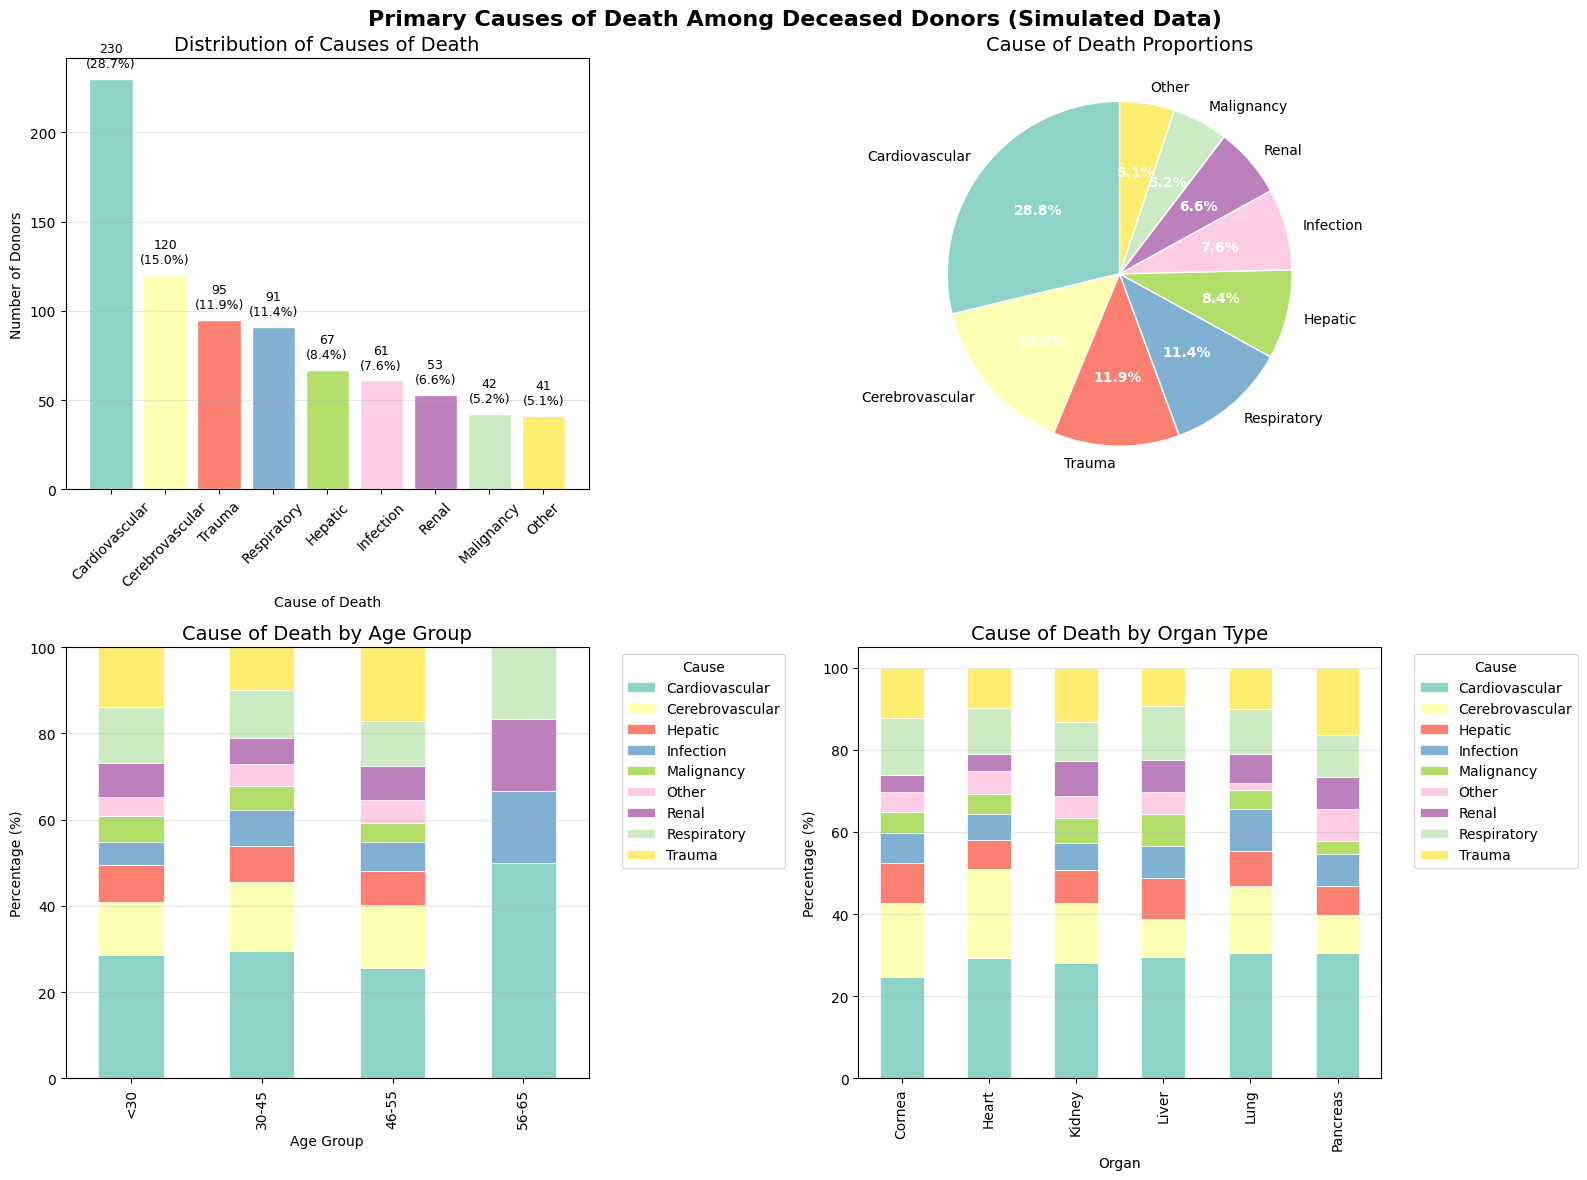 Primary Causes of Death Among Deceased Donors (Simulated Data)
Distribution of Causes of Death
230
(28.7%)
120
(15.0%)
95
(11.9%)
91
(11.4%)
67
(8.4%)
61
(7.6%)
53
(6.6%)
42
(5.2%)
41
(5.1%)
Number of Donors
200
150
100
50
0
Cardiovascular
Cerebrovascular
Trauma
Respiratory
Hepatic
Infection
Renal
Malignancy
Other
Cause of Death
Cause of Death Proportions
Other
Malignancy
Renal
Infection
Hepatic
Respiratory
Trauma
Cerebrovascular
Cardiovascular
5.1%
5.2%
6.6%
7.6%
8.4%
11.4%
11.9%
15.0%
28.8%
Cause of Death by Age Group
Percentage (%)
100
80
60
40
20
0
<30
30-45
46-55
56-65
Age Group
Cause
Cardiovascular
Cerebrovascular
Hepatic
Infection
Malignancy
Other
Renal
Respiratory
Trauma
Cause of Death by Organ Type
Percentage (%)
100
80
60
40
20
0
Cornea
Heart
Kidney
Liver
Lung
Pancreas
Organ
Cause
Cardiovascular
Cerebrovascular
Hepatic
Infection
Malignancy
Other
Renal
Respiratory
Trauma